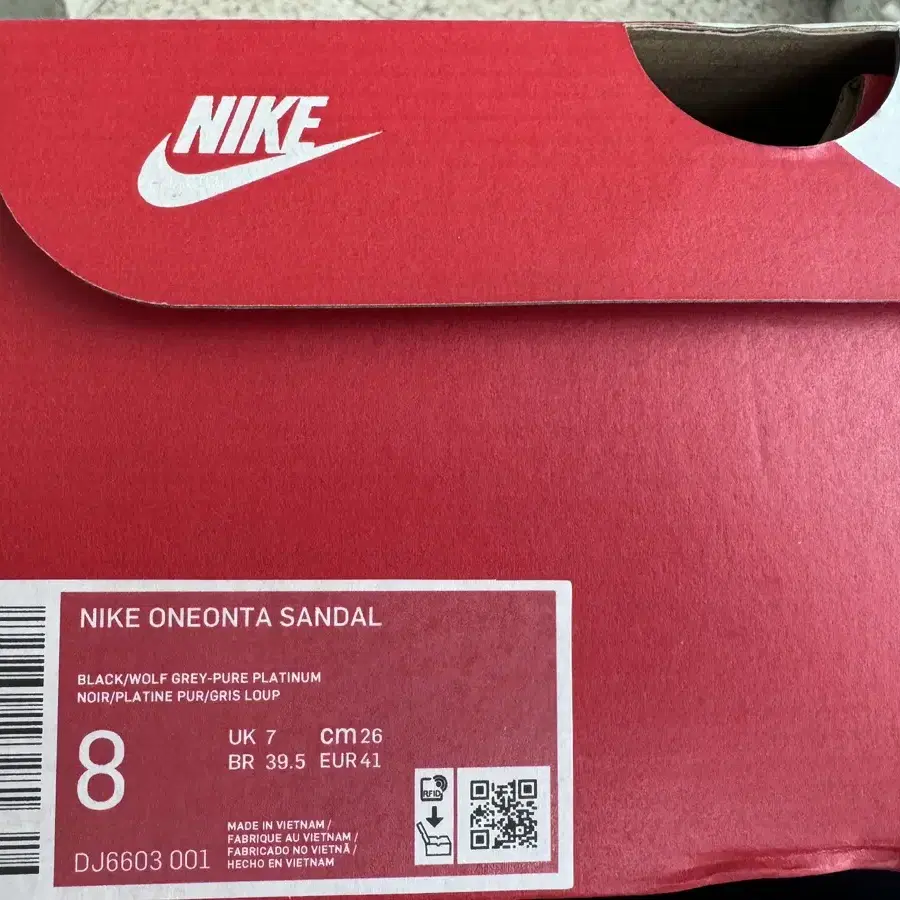 NIKE
NIKE ONEONTA SANDAL
BLACK/WOLF GREY-PURE PLATINUM
NOIR/PLATINE PUR/GRIS LOUP
8
UK 7 cm 26
BR 39.5 EUR 41
MADE IN VIETNAM /
FABRIQUE AU VIETNAM /
FABRICADO NO VIETNÃ /
HECHO EN VIETNAM
DJ6603 001
RFID